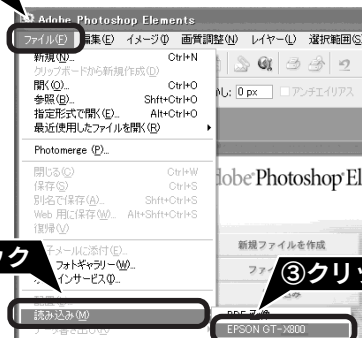 Adobe Photoshop Elements
ファイル(F) 編集(E) イメージ(I) 画質調整(N) レイヤー(L) 選択範囲(S)
新規(N)... Ctrl+N
クリップボードから新規作成(D)
開く(O)... Ctrl+O
参照(B)... Shft+Ctrl+O
指定形式で開く(E)... Alt+Ctrl+O
最近使用したファイルを開く(R)
Photomerge (P)...
閉じる(C) Ctrl+W
保存(S) Ctrl+S
別名で保存(A)... Shft+Ctrl+S
Web 用に保存(W)... Alt+Shft+Ctrl+S
復帰(V)
メールに添付(E)...
フォトギャラリー(W)...
インサービス(I)...
読み込み(M)
0 px
アンチエイリアス
dobe Photoshop El
新規ファイルを作成
ック
③クリッ
EPSON GT-X800